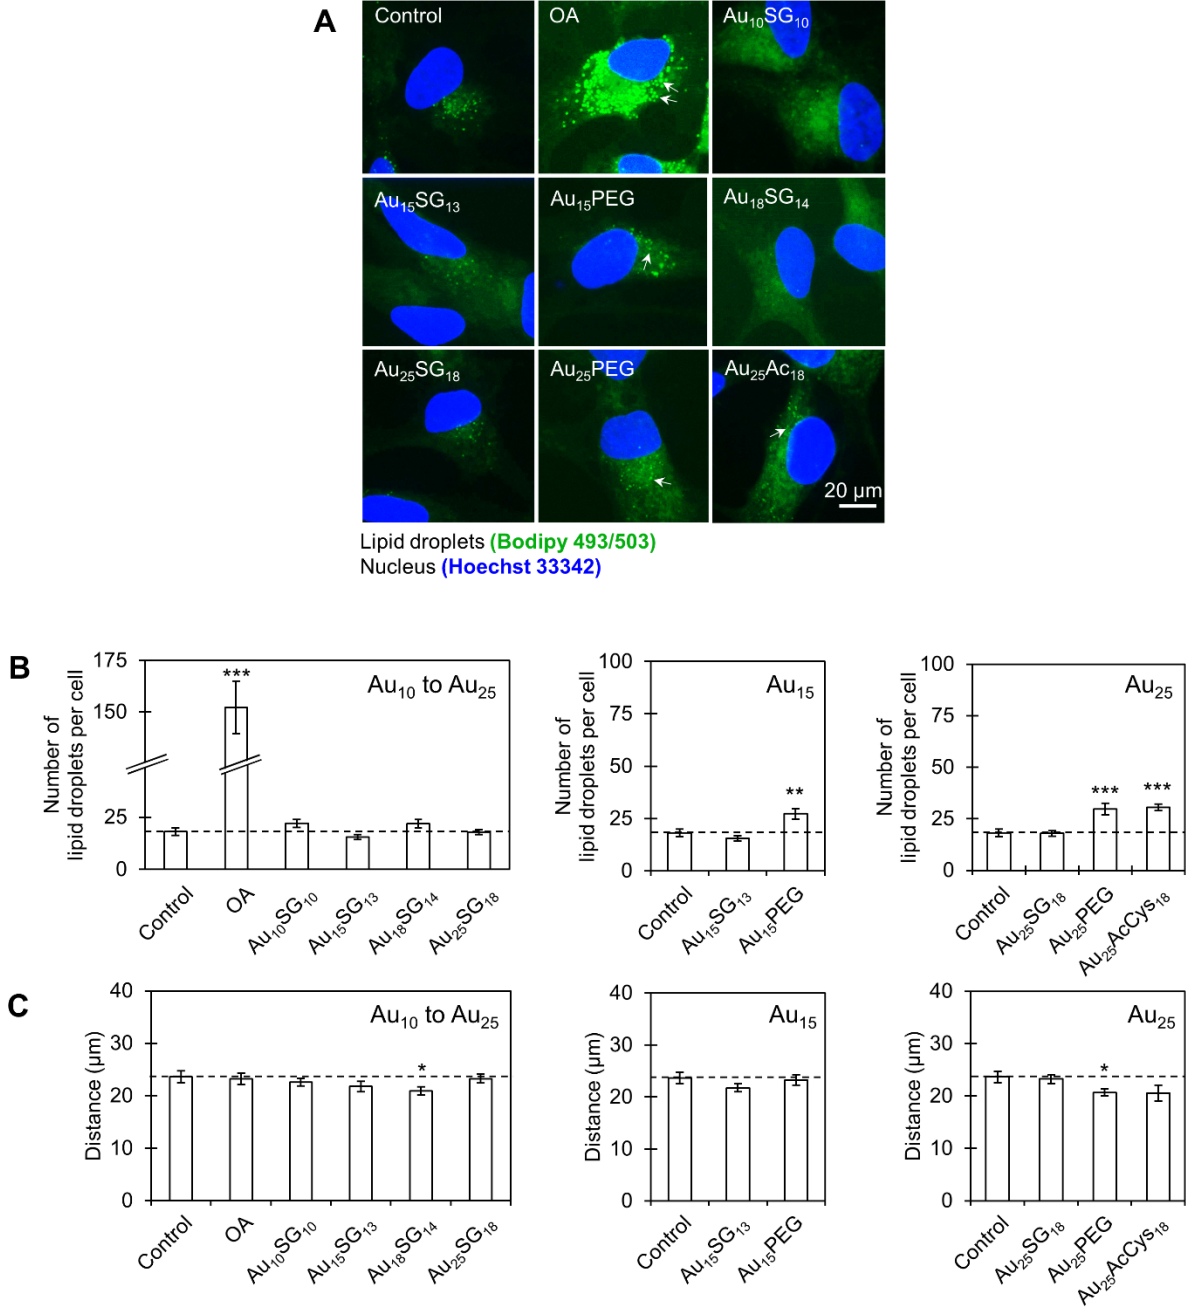 A
Control
OA
Au10SG10
Au15SG13
Au15PEG
Au18SG14
Au25SG18
Au25PEG
Au25Ac18
20 µm
Lipid droplets (Bodipy 493/503)
Nucleus (Hoechst 33342)
B
Number of
lipid droplets per cell
175
150
25
0
***
Au10 to Au25
Control
OA
Au10SG10
Au15SG13
Au18SG14
Au25SG18
Number of
lipid droplets per cell
100
75
50
25
0
Au15
**
Control
Au15SG13
Au15PEG
Number of
lipid droplets per cell
100
75
50
25
0
Au25
***
***
Control
Au25SG18
Au25PEG
Au25AcCys18
C
Distance (µm)
40
30
20
10
0
Au10 to Au25
*
Control
OA
Au10SG10
Au15SG13
Au18SG14
Au25SG18
Distance (µm)
40
30
20
10
0
Au15
Control
Au15SG13
Au15PEG
Distance (µm)
40
30
20
10
0
Au25
*
Control
Au25SG18
Au25PEG
Au25AcCys18